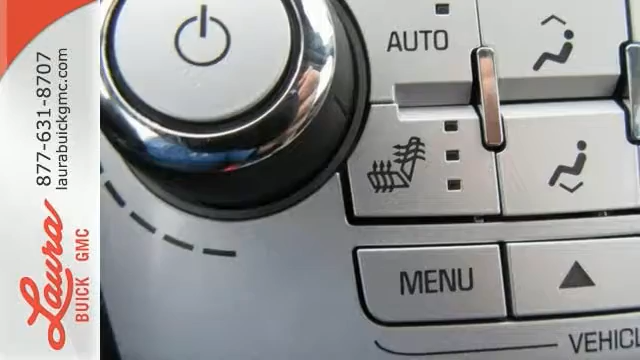 877-631-8707
laurabuickgmc.com
Laura
BUICK GMC
AUTO
MENU
VEHICL